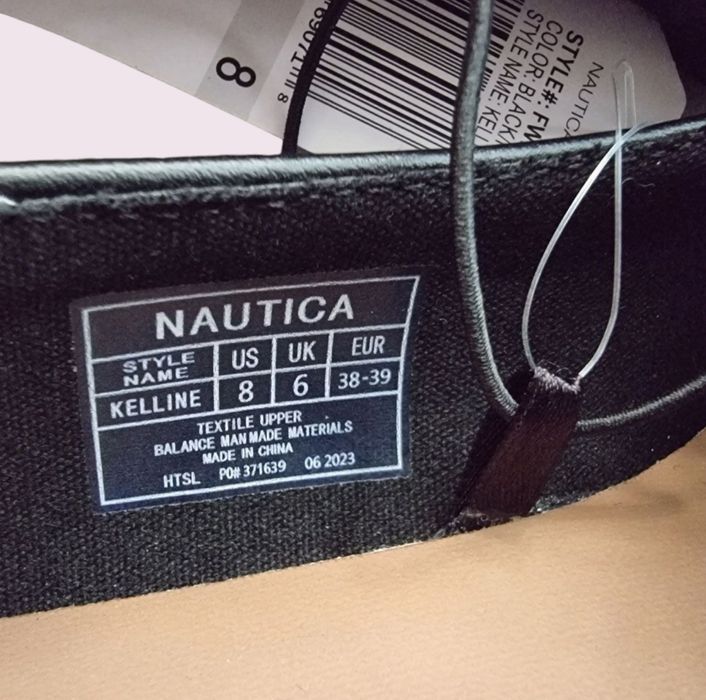 8
8
NAUTICA
STYLE#: FW
COLOR: BLACK
STYLE NAME: KEL
NAUTICA
STYLE NAME US UK EUR
KELLINE 8 6 38-39
TEXTILE UPPER
BALANCE MAN MADE MATERIALS
MADE IN CHINA
HTSL PO# 371639 06 2023